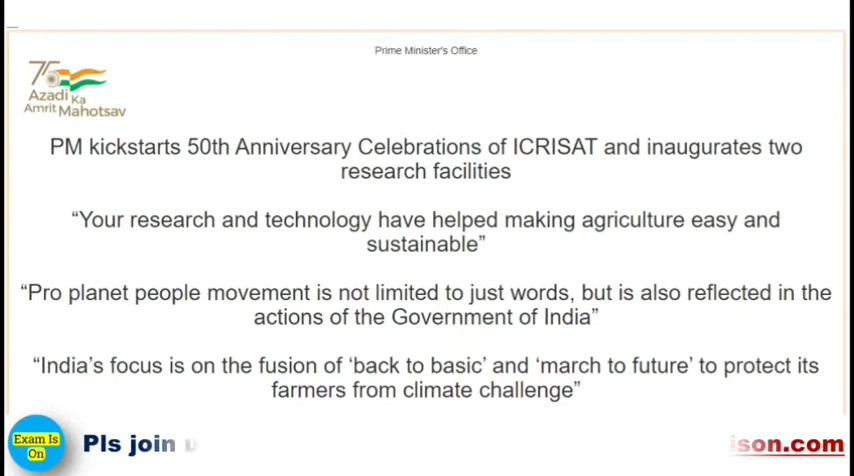 Prime Minister's Office
75
Azadi Ka
Amrit Mahotsav
PM kickstarts 50th Anniversary Celebrations of ICRISAT and inaugurates two
research facilities
“Your research and technology have helped making agriculture easy and
sustainable”
“Pro planet people movement is not limited to just words, but is also reflected in the
actions of the Government of India”
“India’s focus is on the fusion of ‘back to basic’ and ‘march to future’ to protect its
farmers from climate challenge”
Exam Is
On
Pls join
ison.com